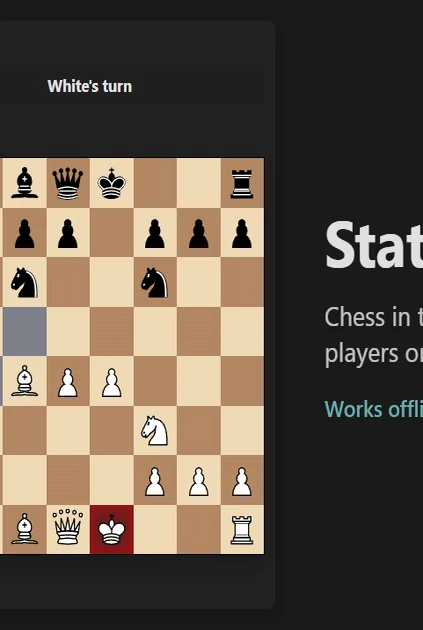 White's turn
Stat
Chess in t
players o
Works offli